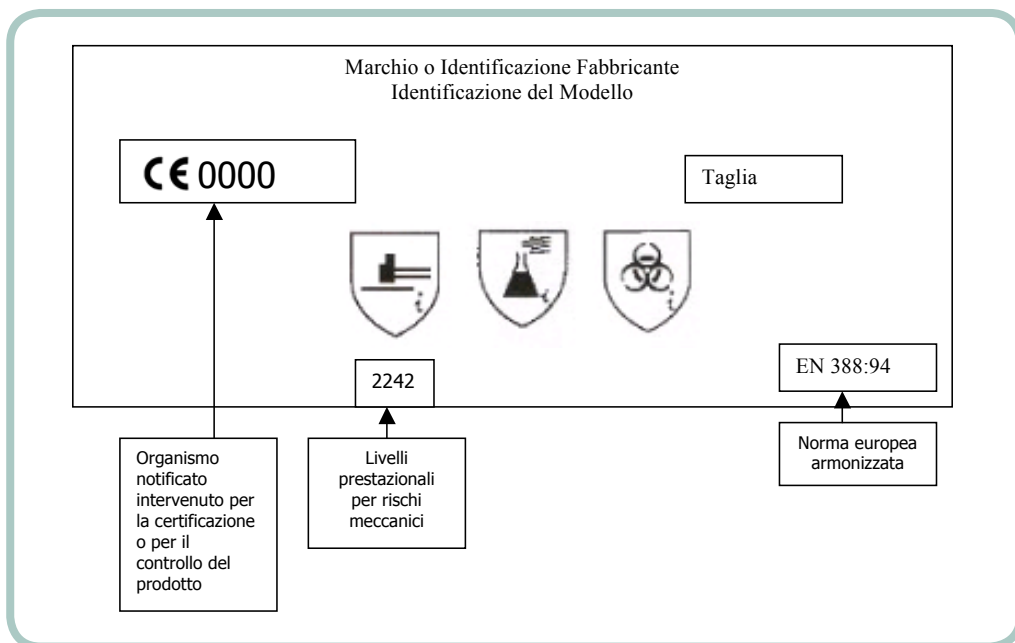 Marchio o Identificazione Fabbricante
Identificazione del Modello
CE 0000
Taglia
i
i
i
2242
EN 388:94
Organismo
notificato
intervenuto per
la certificazione
o per il
controllo del
prodotto
Livelli
prestazionali
per rischi
meccanici
Norma europea
armonizzata